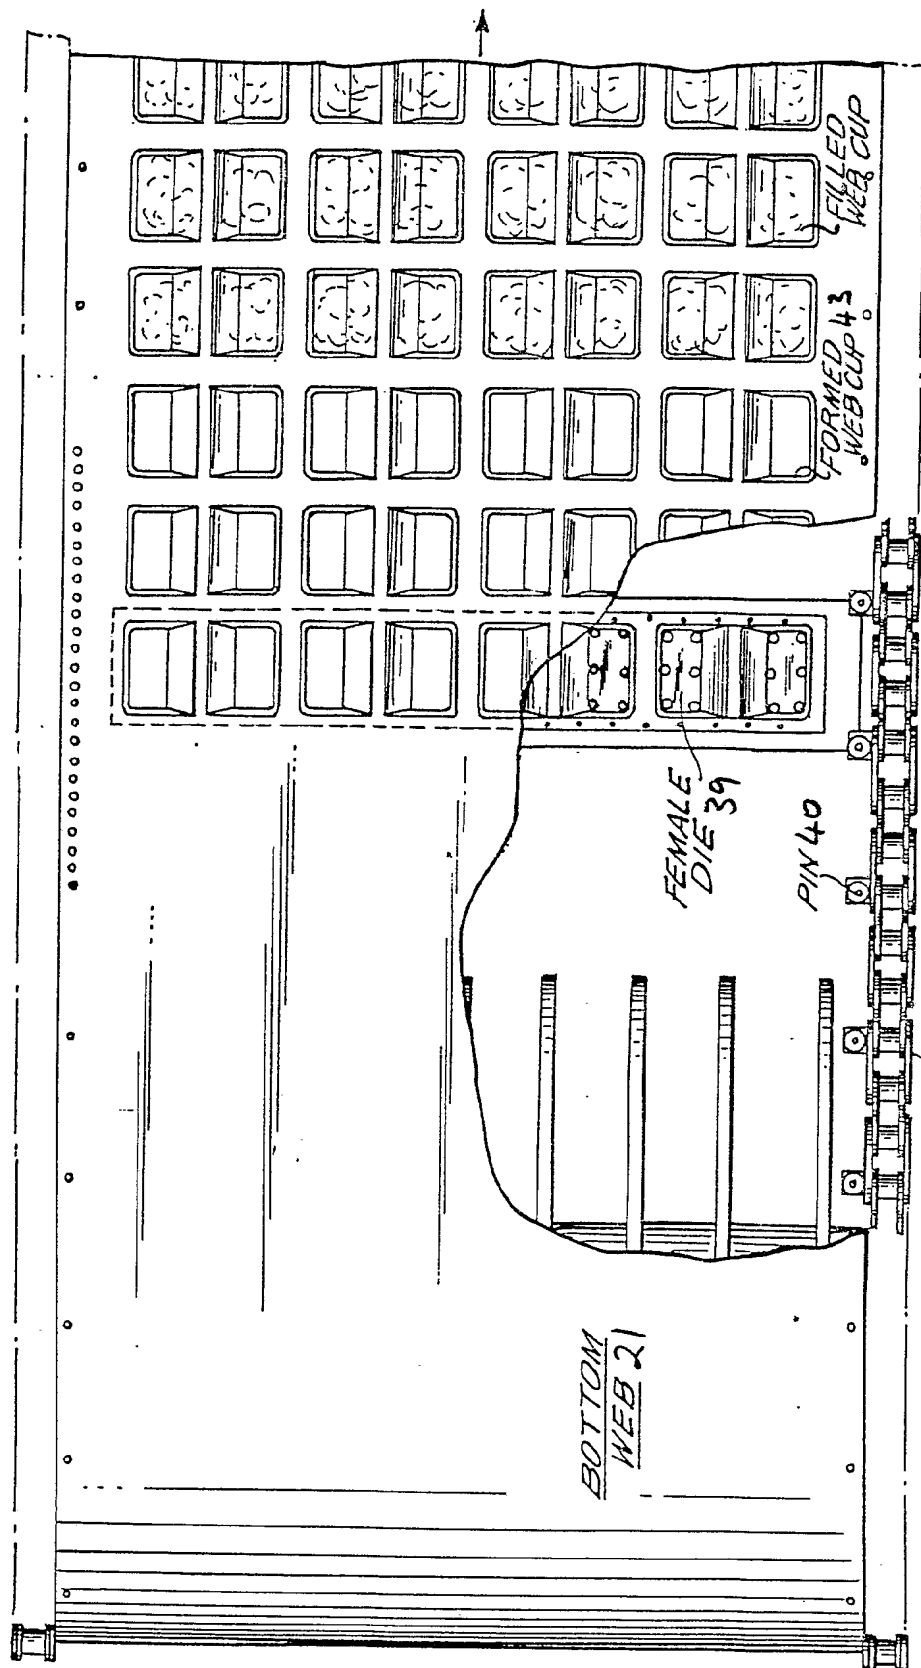 FILLED
WEB CUP
FORMED 43
WEB CUP
FEMALE
DIE 39
PIN 40
BOTTOM
WEB 21